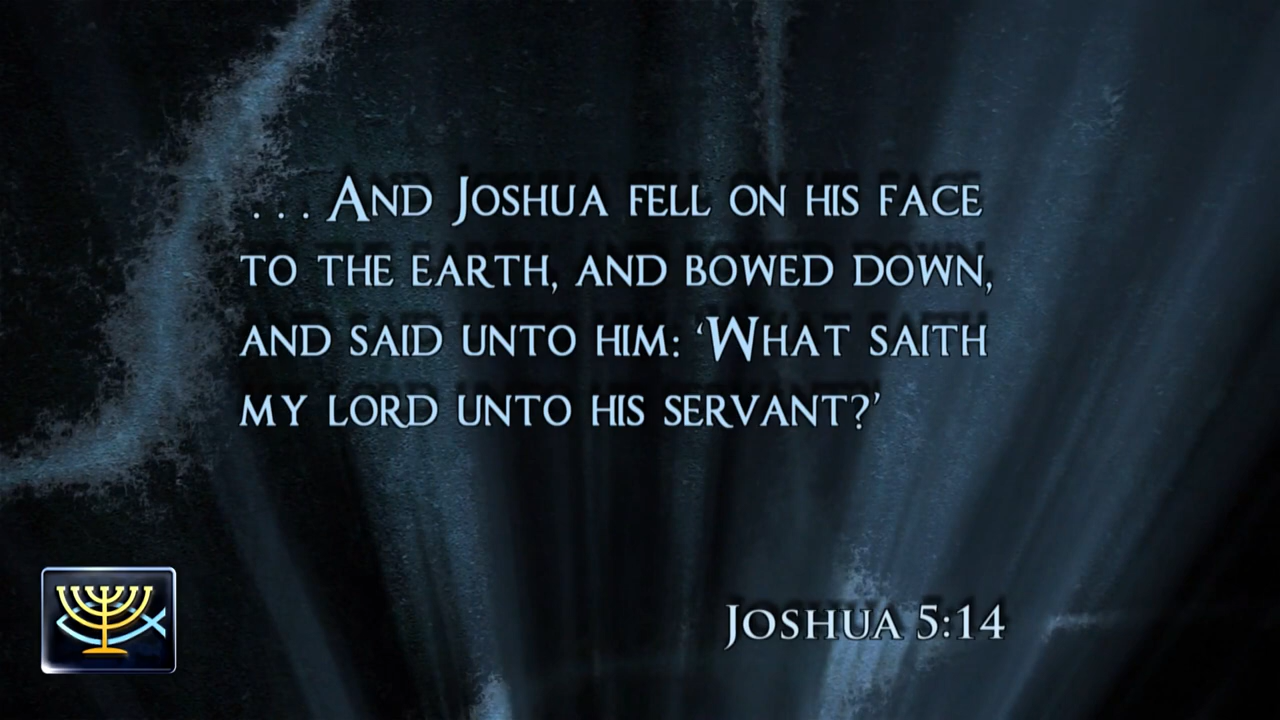 ... And Joshua fell on his face
to the earth, and bowed down,
and said unto him: ‘What saith
my lord unto his servant?’
Joshua 5:14